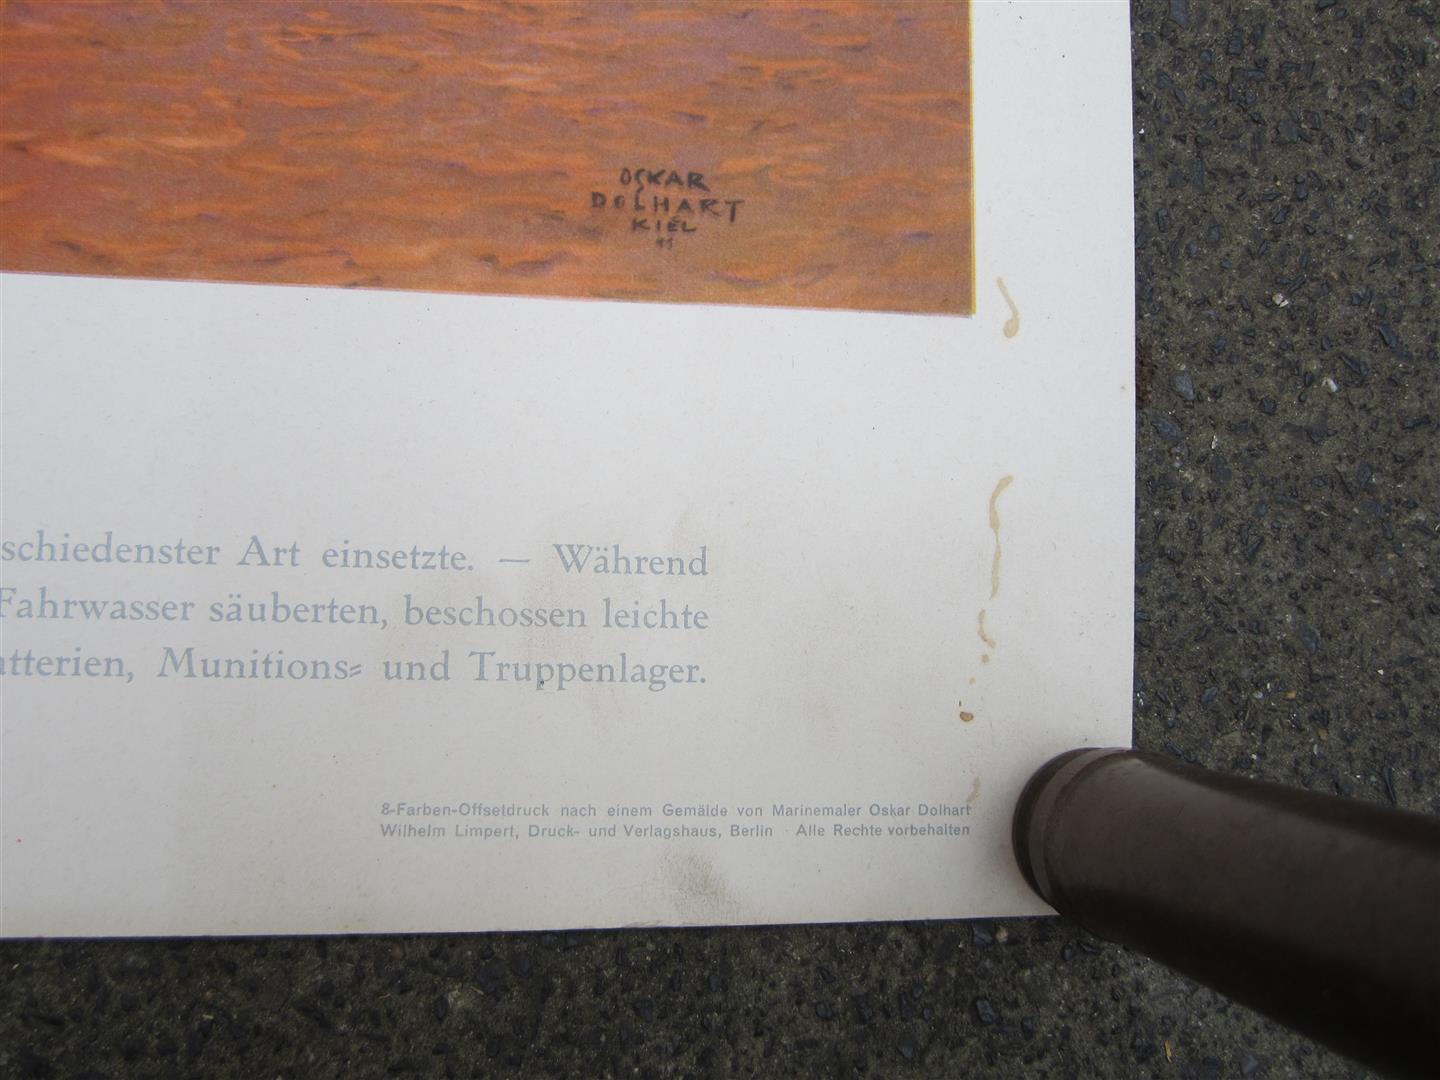 OSKAR
DOLHART
KIEL
41
schiedenster Art einsetzte. — Während
Fahrwasser säuberten, beschossen leichte
atterien, Munitions⸗ und Truppenlager.
8-Farben-Offsetdruck nach einem Gemälde von Marinemaler Oskar Dolhart
Wilhelm Limpert, Druck- und Verlagshaus, Berlin · Alle Rechte vorbehalten